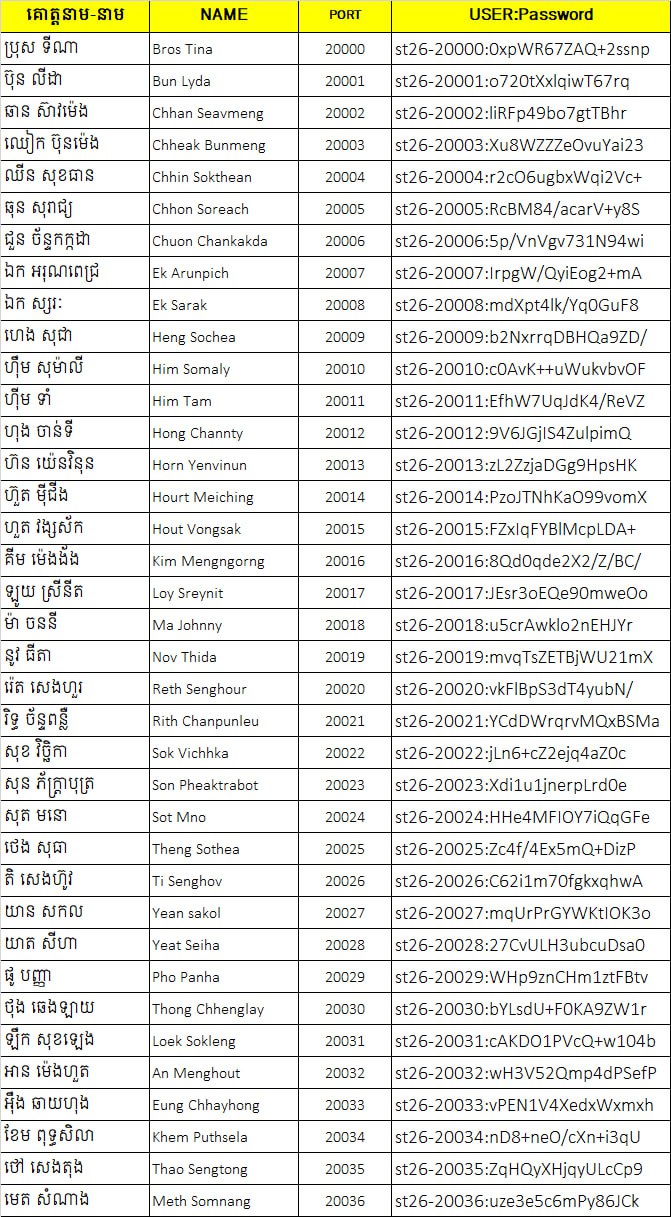 គោត្តនាម-នាម NAME PORT USER:Password
ប្រុស ទីណា Bros Tina 20000 st26-20000:0xpWR67ZAQ+2ssnp
ប៊ុន លីដា Bun Lyda 20001 st26-20001:o720tXxlqiwT67rq
ឆាន ស៊ាវម៉េង Chhan Seavmeng 20002 st26-20002:liRFp49bo7gtTBhr
ឈៀក ប៊ុនម៉េង Chheak Bunmeng 20003 st26-20003:Xu8WZZZeOvuYai23
ឈីន សុខធាន Chhin Sokthean 20004 st26-20004:r2cO6ugbxWqi2Vc+
ឆុន សុរាជ្យ Chhon Soreach 20005 st26-20005:RcBM84/acarV+y8S
ជួន ច័ន្ទកក្កដា Chuon Chankakda 20006 st26-20006:5p/VnVgv731N94wi
ឯក អរុណពេជ្រ Ek Arunpich 20007 st26-20007:IrpgW/QyiEog2+mA
ឯក ស្សរៈ Ek Sarak 20008 st26-20008:mdXpt4lk/Yq0GuF8
ហេង សុជា Heng Sochea 20009 st26-20009:b2NxrrqDBHQa9ZD/
ហ៊ឹម សុម៉ាលី Him Somaly 20010 st26-20010:c0AvK++uWukvbvOF
ហ៊ីម ទាំ Him Tam 20011 st26-20011:EfhW7UqJdK4/ReVZ
ហុង ចាន់ទី Hong Channty 20012 st26-20012:9V6JGjIS4ZulpimQ
ហ៊ន យ៉េនវិនុន Horn Yenvinun 20013 st26-20013:zL2ZzjaDGg9HpsHK
ហ៊ួត ម៉ីជីង Hourt Meiching 20014 st26-20014:PzoJTNhKaO99vomX
ហួត វង្សស័ក Hout Vongsak 20015 st26-20015:FZxIqFYBlMcpLDA+
គីម ម៉េងង៉ង Kim Mengngorng 20016 st26-20016:8Qd0qde2X2/Z/BC/
ឡូយ ស្រីនីត Loy Sreynit 20017 st26-20017:JEsr3oEQe90mweOo
ម៉ា ចននី Ma Johnny 20018 st26-20018:u5crAwklo2nEHJYr
នូវ ធីតា Nov Thida 20019 st26-20019:mvqTsZETBjWU21mX
រ៉េត សេងហួរ Reth Senghour 20020 st26-20020:vkFlBpS3dT4yubN/
រិទ្ធ ច័ន្ទពន្លឺ Rith Chanpunleu 20021 st26-20021:YCdDWrqrvMQxBSMa
សុខ វិច្ឆិកា Sok Vichhka 20022 st26-20022:jLn6+cZ2ejq4aZ0c
សុន ភ័ក្ត្រាបុត្រ Son Pheaktrabot 20023 st26-20023:Xdi1u1jnerpLrd0e
សុត មនោ Sot Mno 20024 st26-20024:HHe4MFIOY7iQqGFe
ថេង សុធា Theng Sothea 20025 st26-20025:Zc4f/4Ex5mQ+DizP
តិ សេងហ៊ូវ Ti Senghov 20026 st26-20026:C62i1m70fgkxqhwA
យាន សកល Yean sakol 20027 st26-20027:mqUrPrGYWKtIOK3o
យាត សីហា Yeat Seiha 20028 st26-20028:27CvULH3ubcuDsa0
ផូ បញ្ញា Pho Panha 20029 st26-20029:WHp9znCHm1ztFBtv
ថុង ឆេងឡាយ Thong Chhenglay 20030 st26-20030:bYLsdU+F0KA9ZW1r
ឡឹក សុខឡេង Loek Sokleng 20031 st26-20031:cAKDO1PVcQ+w104b
អាន ម៉េងហួត An Menghout 20032 st26-20032:wH3V52Qmp4dPSefP
អ៊ឹង ឆាយហុង Eung Chhayhong 20033 st26-20033:vPEN1V4XedxWxmxh
ខែម ពុទ្ធសិលា Khem Puthsela 20034 st26-20034:nD8+neO/cXn+i3qU
ថៅ សេងតុង Thao Sengtong 20035 st26-20035:ZqHQyXHjqyULcCp9
មេត សំណាង Meth Somnang 20036 st26-20036:uze3e5c6mPy86JCk